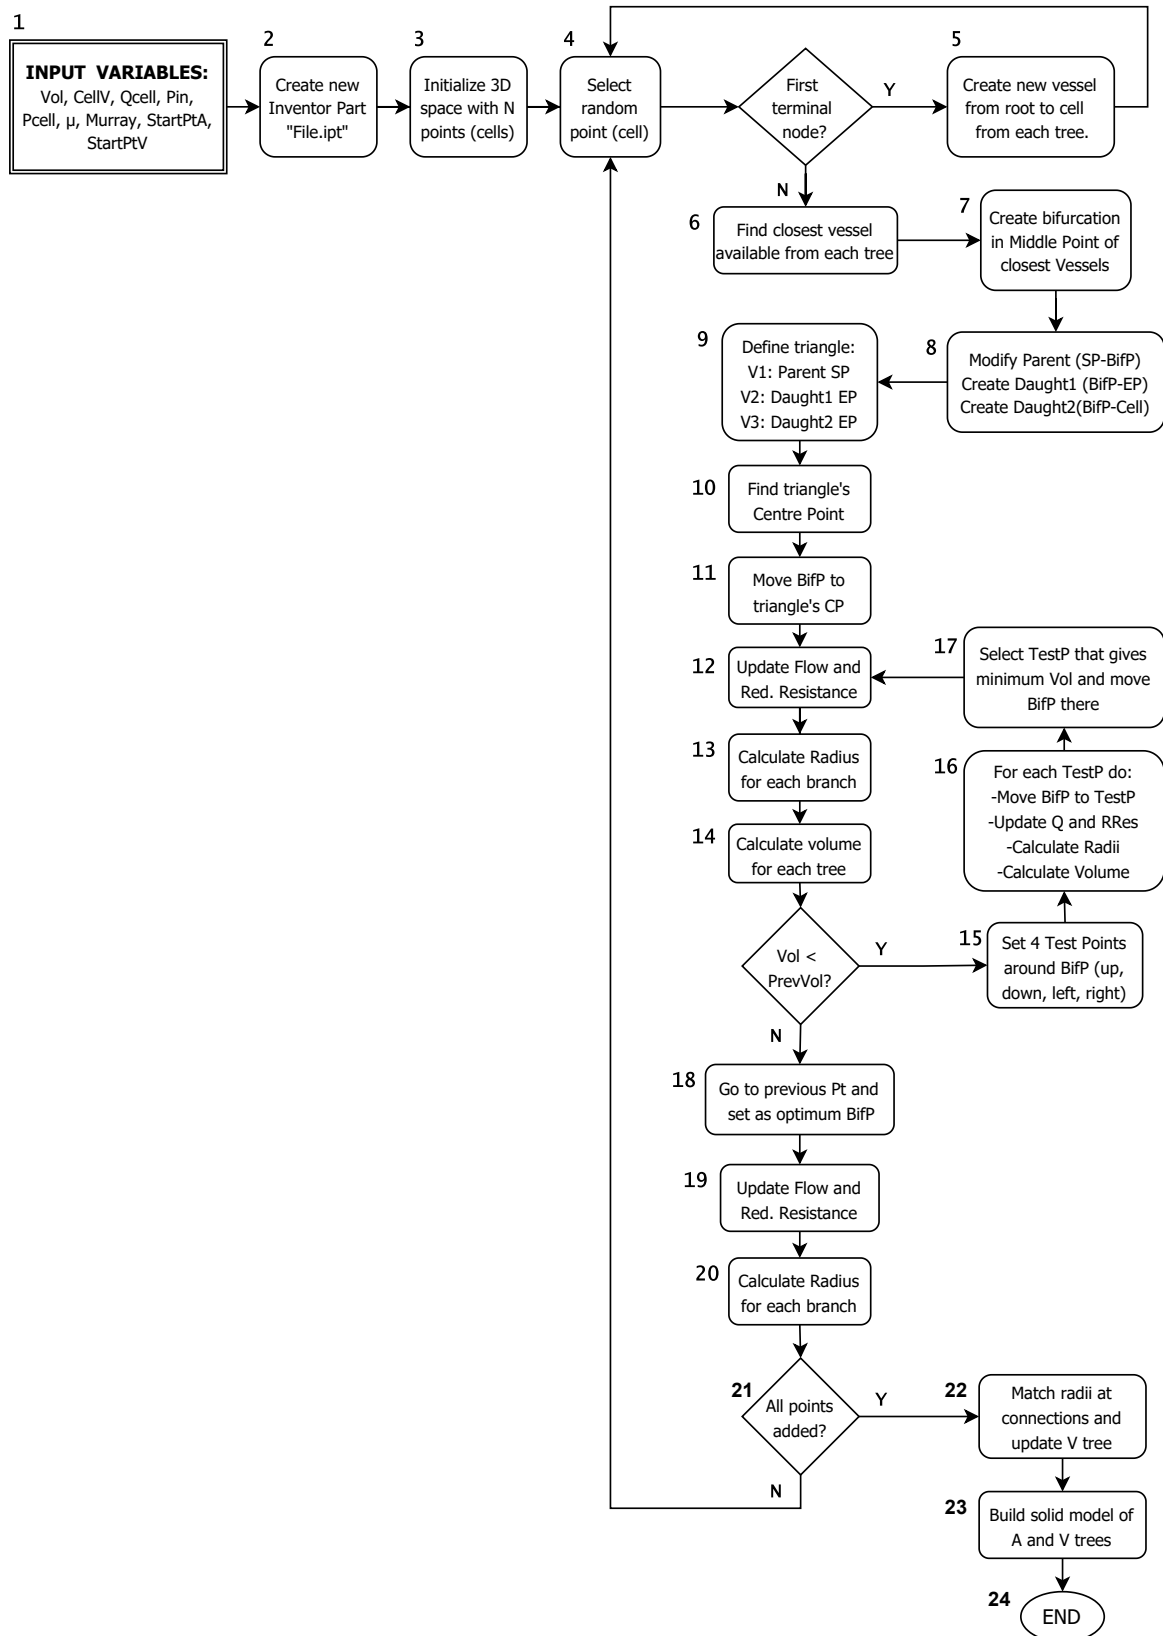 1
INPUT VARIABLES:
Vol, CellV, Qcell, Pin,
Pcell, µ, Murray, StartPtA,
StartPtV
2
Create new
Inventor Part
"File.ipt"
3
Initialize 3D
space with N
points (cells)
4
Select
random
point (cell)
First
terminal
node?
Y
N
5
Create new vessel
from root to cell
from each tree.
6
Find closest vessel
available from each tree
7
Create bifurcation
in Middle Point of
closest Vessels
8
Modify Parent (SP-BifP)
Create Daught1 (BifP-EP)
Create Daught2(BifP-Cell)
9
Define triangle:
V1: Parent SP
V2: Daught1 EP
V3: Daught2 EP
10
Find triangle's
Centre Point
11
Move BifP to
triangle's CP
12
Update Flow and
Red. Resistance
13
Calculate Radius
for each branch
14
Calculate volume
for each tree
Vol <
PrevVol?
Y
N
15
Set 4 Test Points
around BifP (up,
down, left, right)
16
For each TestP do:
-Move BifP to TestP
-Update Q and RRes
-Calculate Radii
-Calculate Volume
17
Select TestP that gives
minimum Vol and move
BifP there
18
Go to previous Pt and
set as optimum BifP
19
Update Flow and
Red. Resistance
20
Calculate Radius
for each branch
21
All points
added?
Y
N
22
Match radii at
connections and
update V tree
23
Build solid model of
A and V trees
24
END